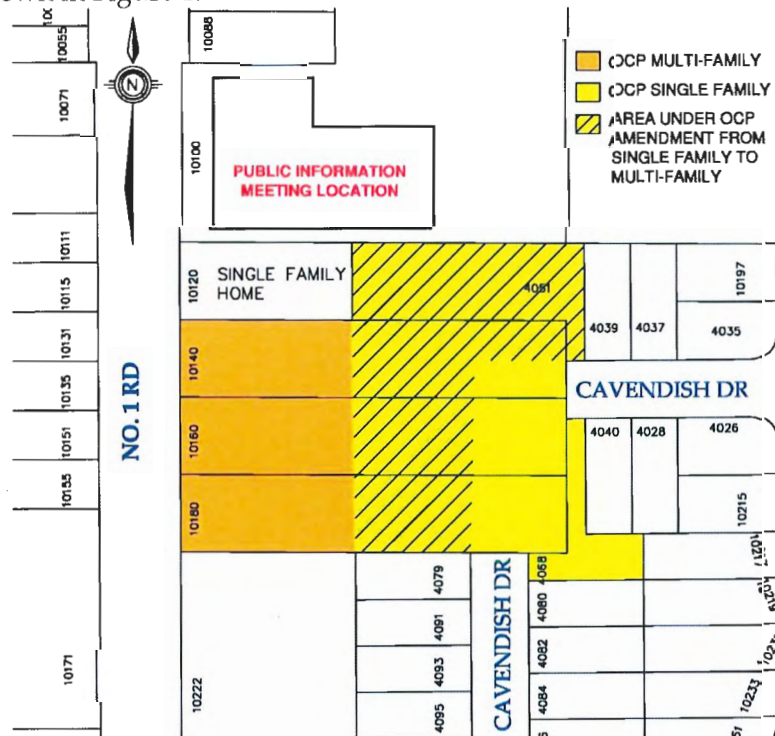 10055
10088
10071
N
OCP MULTI-FAMILY
OCP SINGLE FAMILY
AREA UNDER OCP
AMENDMENT FROM
SINGLE FAMILY TO
MULTI-FAMILY
10100
PUBLIC INFORMATION
MEETING LOCATION
10111
10115
10131
10135
10151
10155
10171
NO. 1 RD
10120
SINGLE FAMILY
HOME
10140
10160
10180
10222
4051
4039
4037
10197
4035
CAVENDISH DR
4040
4028
4026
10215
10217
4079
4091
4093
4095
CAVENDISH DR
4068
4080
4082
4084
10233